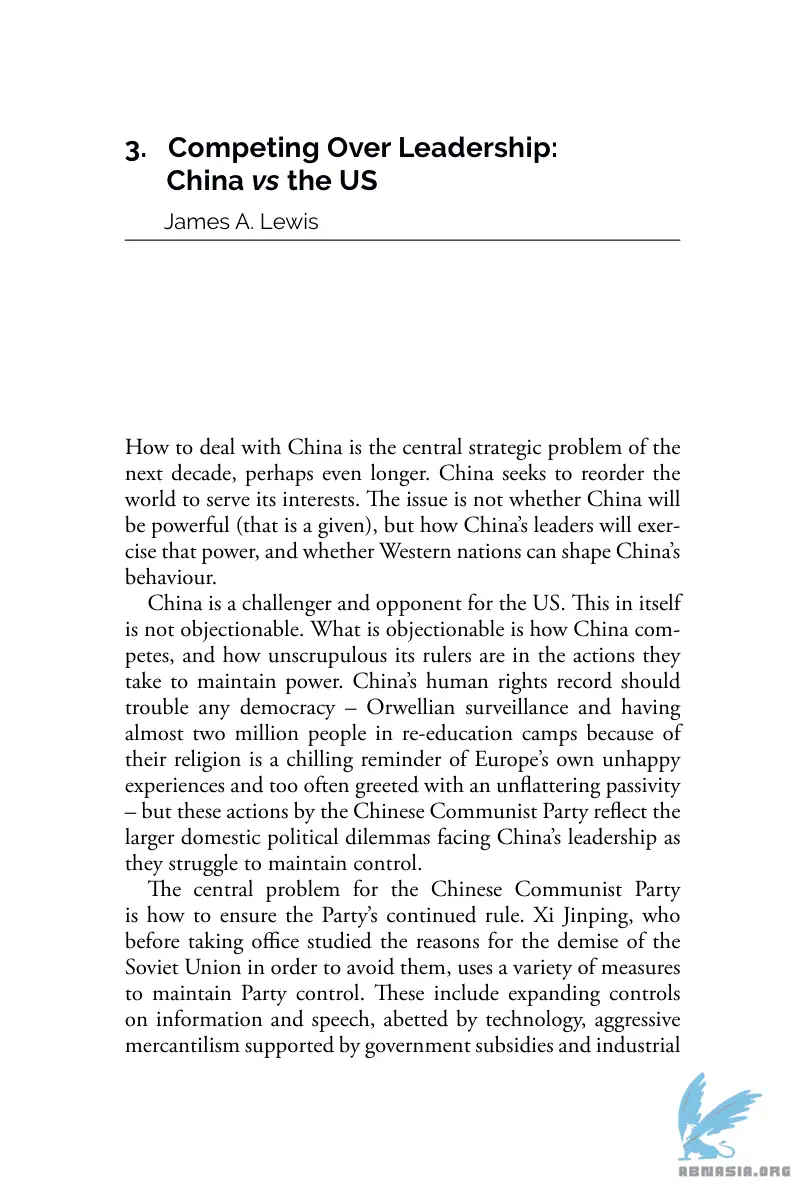 3. Competing Over Leadership:
China vs the US
James A. Lewis
How to deal with China is the central strategic problem of the
next decade, perhaps even longer. China seeks to reorder the
world to serve its interests. The issue is not whether China will
be powerful (that is a given), but how China’s leaders will exer-
cise that power, and whether Western nations can shape China’s
behaviour.
China is a challenger and opponent for the US. This in itself
is not objectionable. What is objectionable is how China com-
petes, and how unscrupulous its rulers are in the actions they
take to maintain power. China’s human rights record should
trouble any democracy – Orwellian surveillance and having
almost two million people in re-education camps because of
their religion is a chilling reminder of Europe’s own unhappy
experiences and too often greeted with an unflattering passivity
– but these actions by the Chinese Communist Party reflect the
larger domestic political dilemmas facing China’s leadership as
they struggle to maintain control.
The central problem for the Chinese Communist Party
is how to ensure the Party’s continued rule. Xi Jinping, who
before taking office studied the reasons for the demise of the
Soviet Union in order to avoid them, uses a variety of measures
to maintain Party control. These include expanding controls
on information and speech, abetted by technology, aggressive
mercantilism supported by government subsidies and industrial
ABNASIA.ORG